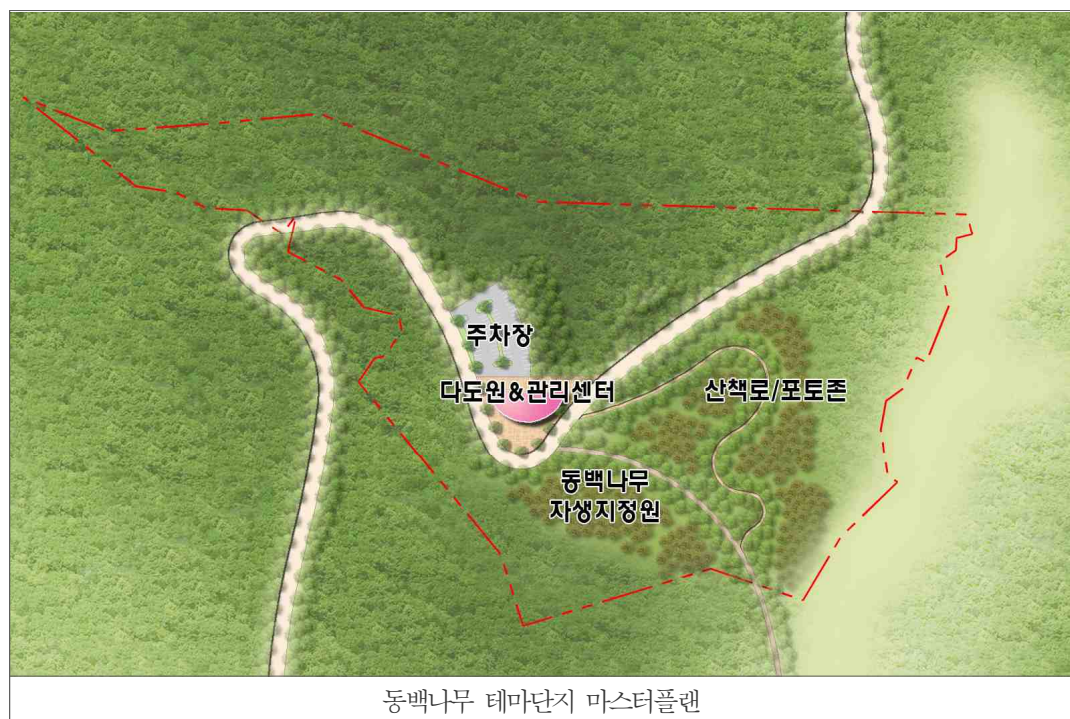 주차장
다도원&관리센터
산책로/포토존
동백나무
자생지정원
동백나무 테마단지 마스터플랜